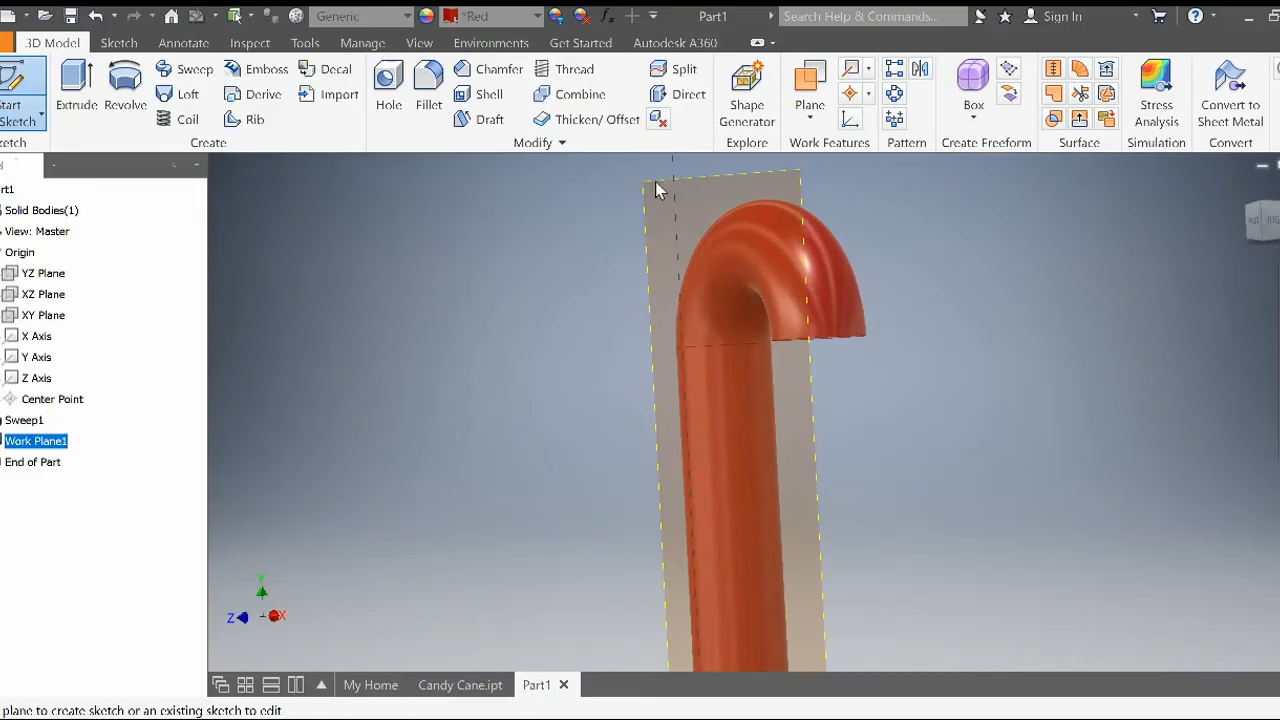 Generic *Red fx Part1 Search Help & Commands... Sign In
3D Model Sketch Annotate Inspect Tools Manage View Environments Get Started Autodesk A360
Sweep Emboss Decal Chamfer Thread Split
Loft Derive Import Shell Combine Direct
Coil Rib Draft Thicken/ Offset
Start Sketch Extrude Revolve Hole Fillet Shape Generator Plane Box Stress Analysis Convert to Sheet Metal
Create Modify Explore Work Features Pattern Create Freeform Surface Simulation Convert
Solid Bodies(1)
View: Master
Origin
YZ Plane
XZ Plane
XY Plane
X Axis
Y Axis
Z Axis
Center Point
Sweep1
Work Plane1
End of Part
Y
Z X
My Home Candy Cane.ipt Part1
plane to create sketch or an existing sketch to edit